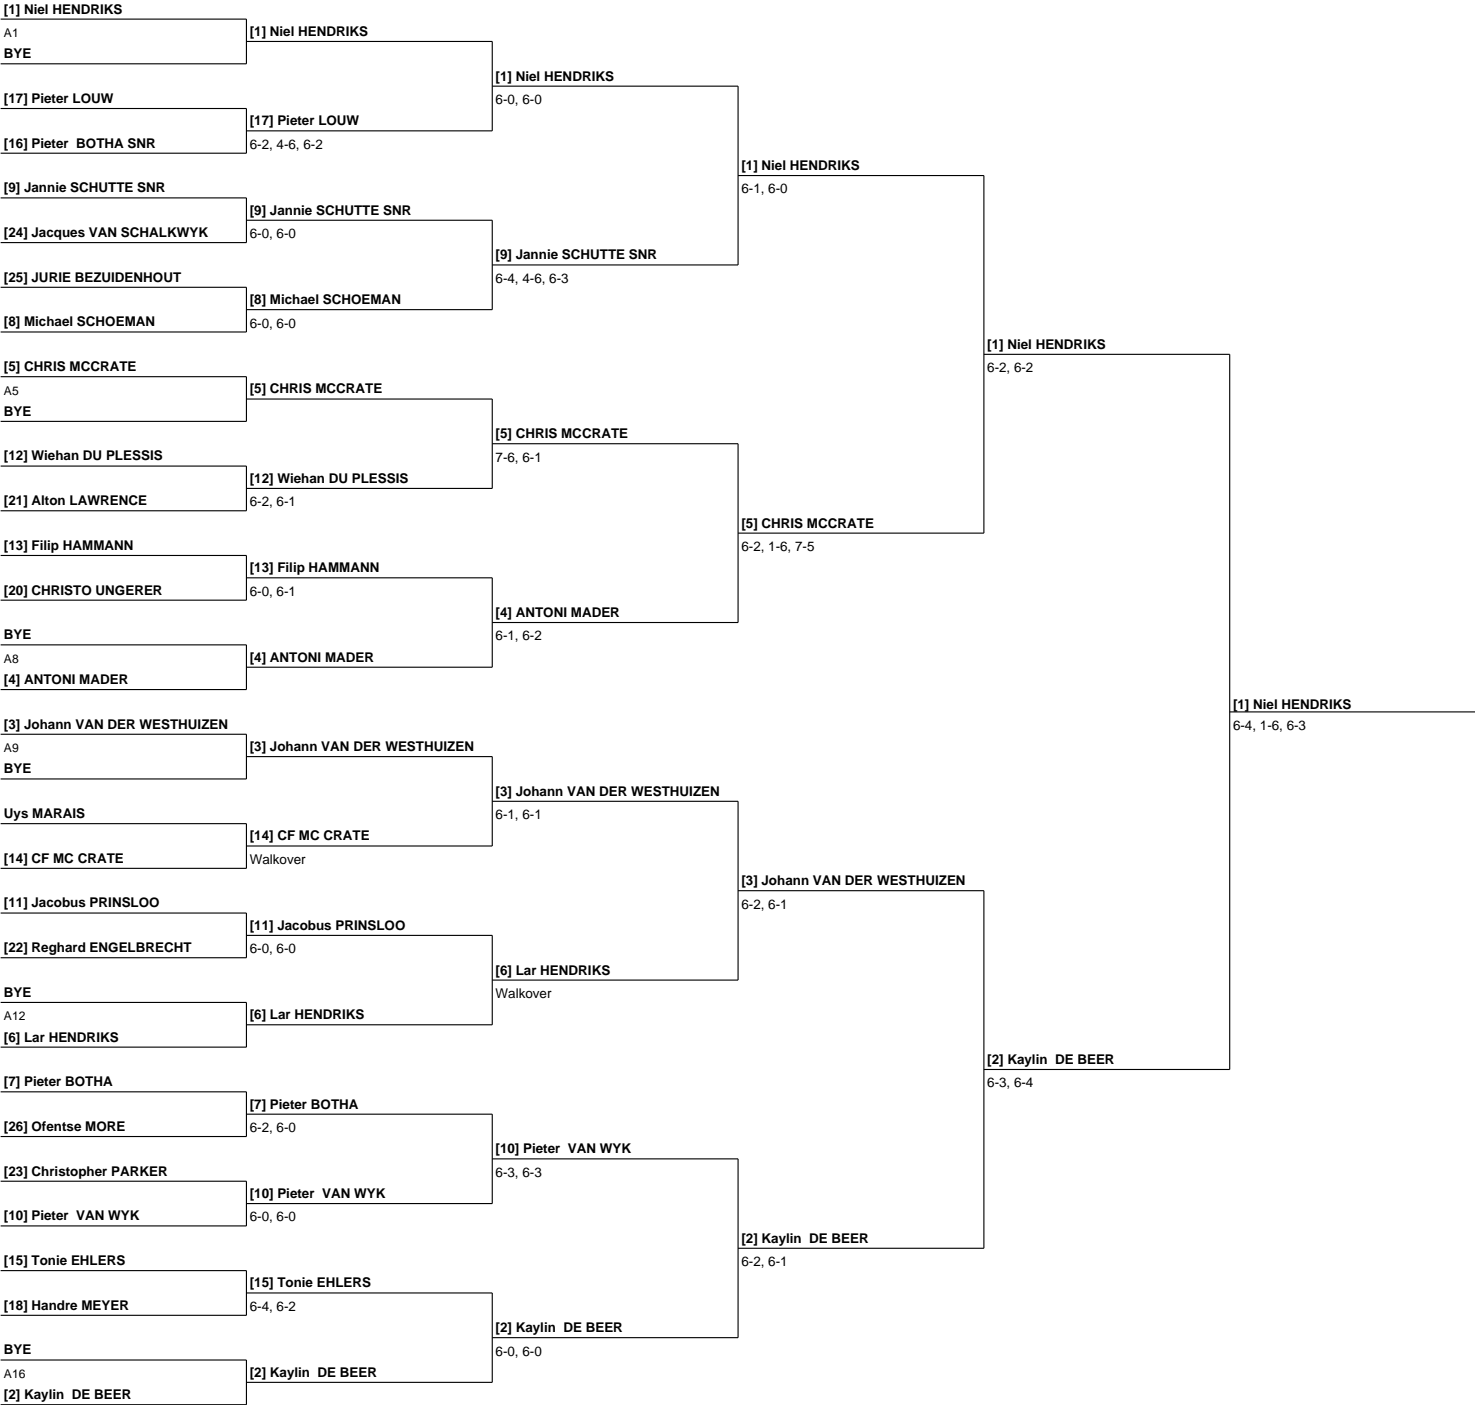 [1] Niel HENDRIKS
A1
BYE
[17] Pieter LOUW
[16] Pieter  BOTHA SNR
[9] Jannie SCHUTTE SNR
[24] Jacques VAN SCHALKWYK
[25] JURIE BEZUIDENHOUT
[8] Michael SCHOEMAN
[5] CHRIS MCCRATE
A5
BYE
[12] Wiehan DU PLESSIS
[21] Alton LAWRENCE
[13] Filip HAMMANN
[20] CHRISTO UNGERER
BYE
A8
[4] ANTONI MADER
[3] Johann VAN DER WESTHUIZEN
A9
BYE
Uys MARAIS
[14] CF MC CRATE
[11] Jacobus PRINSLOO
[22] Reghard ENGELBRECHT
BYE
A12
[6] Lar HENDRIKS
[7] Pieter BOTHA
[26] Ofentse MORE
[23] Christopher PARKER
[10] Pieter  VAN WYK
[15] Tonie EHLERS
[18] Handre MEYER
BYE
A16
[2] Kaylin  DE BEER
[1] Niel HENDRIKS
[17] Pieter LOUW
6-2, 4-6, 6-2
[9] Jannie SCHUTTE SNR
6-0, 6-0
[8] Michael SCHOEMAN
6-0, 6-0
[5] CHRIS MCCRATE
[12] Wiehan DU PLESSIS
6-2, 6-1
[13] Filip HAMMANN
6-0, 6-1
[4] ANTONI MADER
[3] Johann VAN DER WESTHUIZEN
[14] CF MC CRATE
Walkover
[11] Jacobus PRINSLOO
6-0, 6-0
[6] Lar HENDRIKS
[7] Pieter BOTHA
6-2, 6-0
[10] Pieter  VAN WYK
6-0, 6-0
[15] Tonie EHLERS
6-4, 6-2
[2] Kaylin  DE BEER
[1] Niel HENDRIKS
6-0, 6-0
[9] Jannie SCHUTTE SNR
6-4, 4-6, 6-3
[5] CHRIS MCCRATE
7-6, 6-1
[4] ANTONI MADER
6-1, 6-2
[3] Johann VAN DER WESTHUIZEN
6-1, 6-1
[6] Lar HENDRIKS
Walkover
[10] Pieter  VAN WYK
6-3, 6-3
[2] Kaylin  DE BEER
6-0, 6-0
[1] Niel HENDRIKS
6-1, 6-0
[5] CHRIS MCCRATE
6-2, 1-6, 7-5
[3] Johann VAN DER WESTHUIZEN
6-2, 6-1
[2] Kaylin  DE BEER
6-2, 6-1
[1] Niel HENDRIKS
6-2, 6-2
[2] Kaylin  DE BEER
6-3, 6-4
[1] Niel HENDRIKS
6-4, 1-6, 6-3